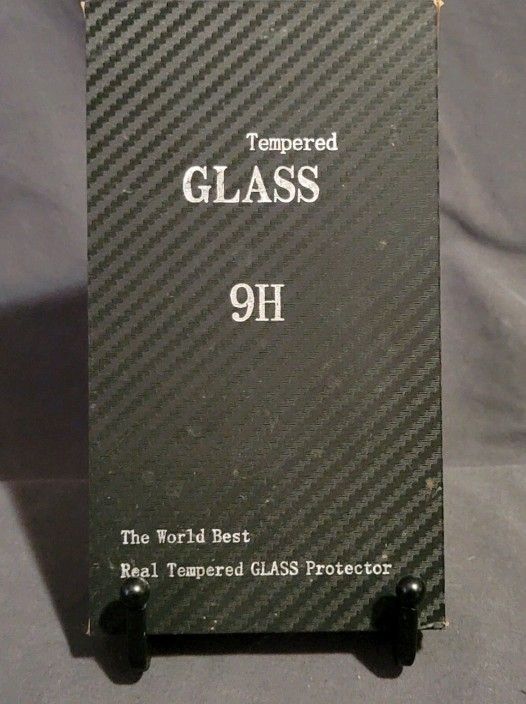 Tempered
GLASS
9H
The World Best
Real Tempered GLASS Protector